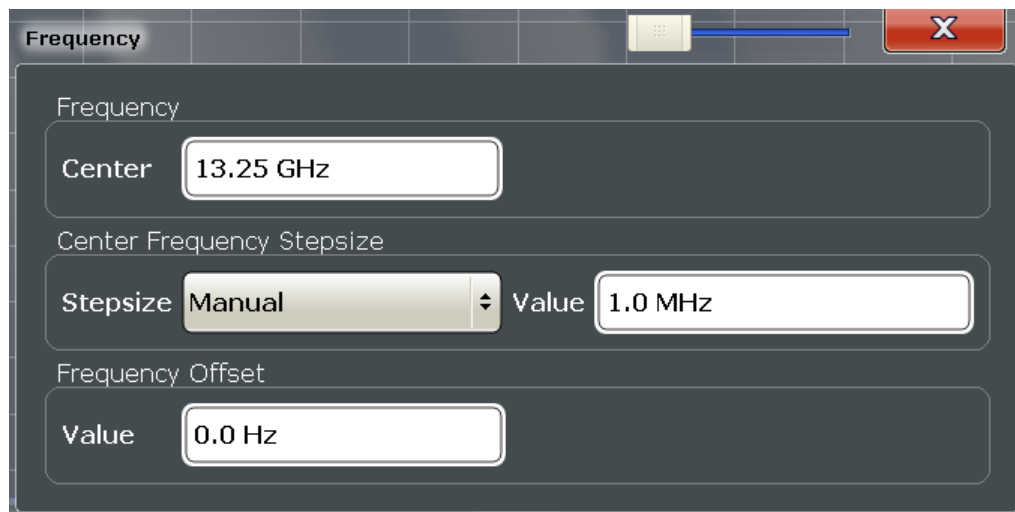 Frequency
X
Frequency
Center 13.25 GHz
Center Frequency Stepsize
Stepsize Manual Value 1.0 MHz
Frequency Offset
Value 0.0 Hz